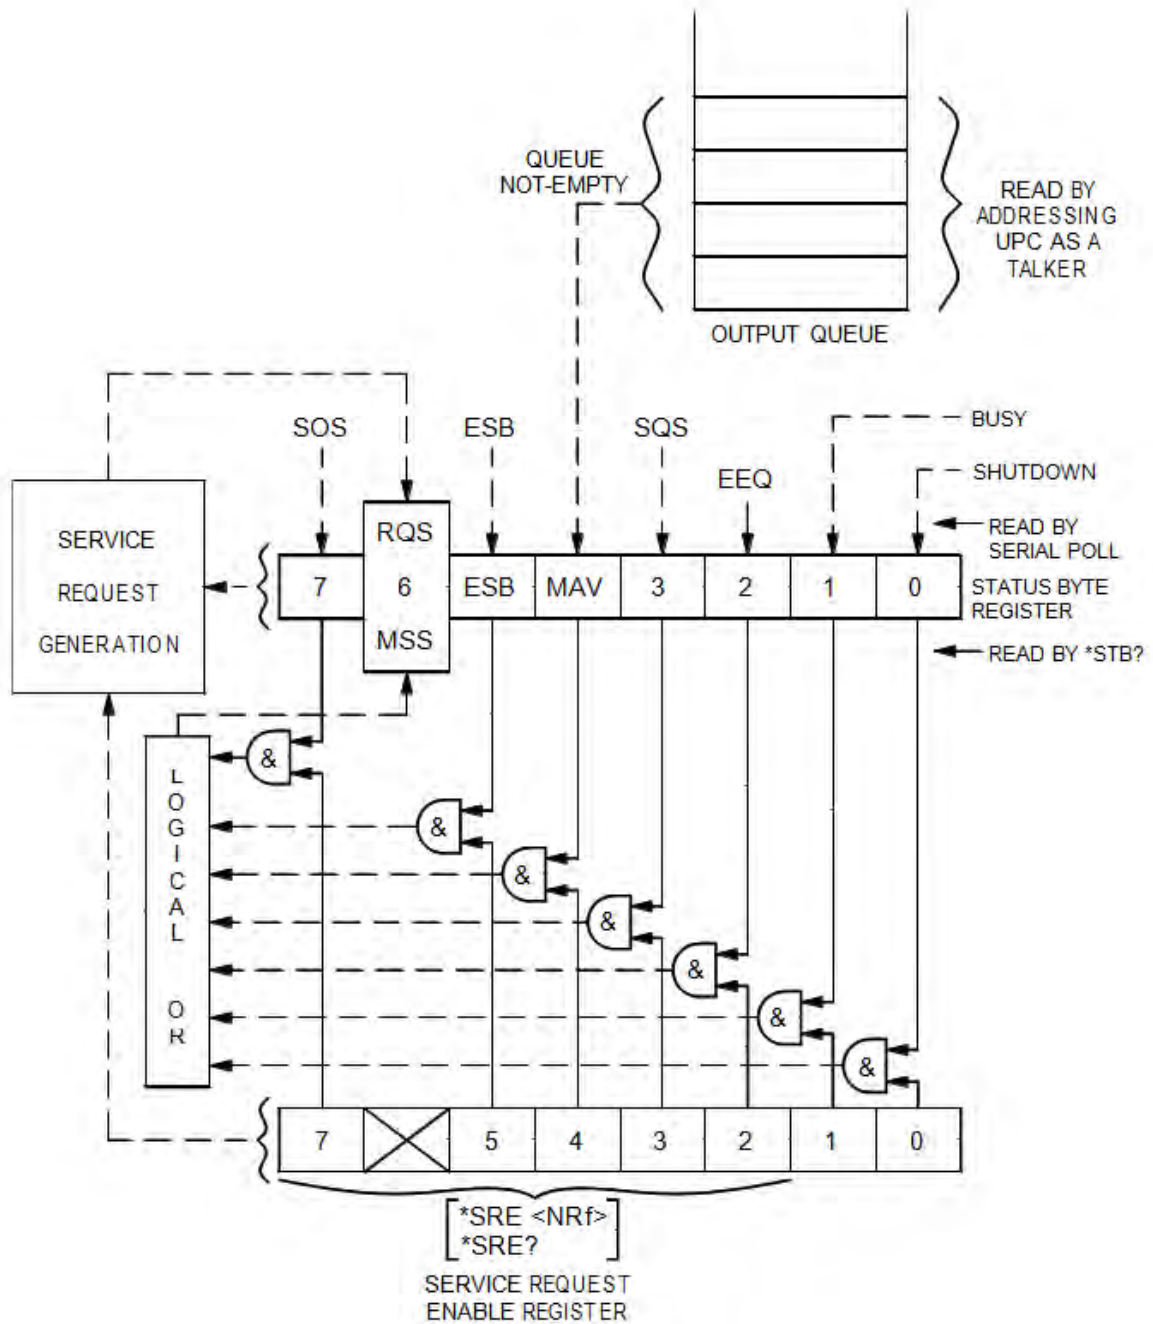 QUEUE
NOT-EMPTY
READ BY
ADDRESSING
UPC AS A
TALKER
OUTPUT QUEUE
SOS
ESB
SQS
EEQ
BUSY
SHUTDOWN
READ BY
SERIAL POLL
SERVICE
REQUEST
GENERATION
RQS
7
6
ESB
MAV
3
2
1
0
STATUS BYTE
REGISTER
MSS
READ BY *STB?
LOGICAL OR
&
&
&
&
&
&
&
7
5
4
3
2
1
0
*SRE <NRf>
*SRE?
SERVICE REQUEST
ENABLE REGISTER